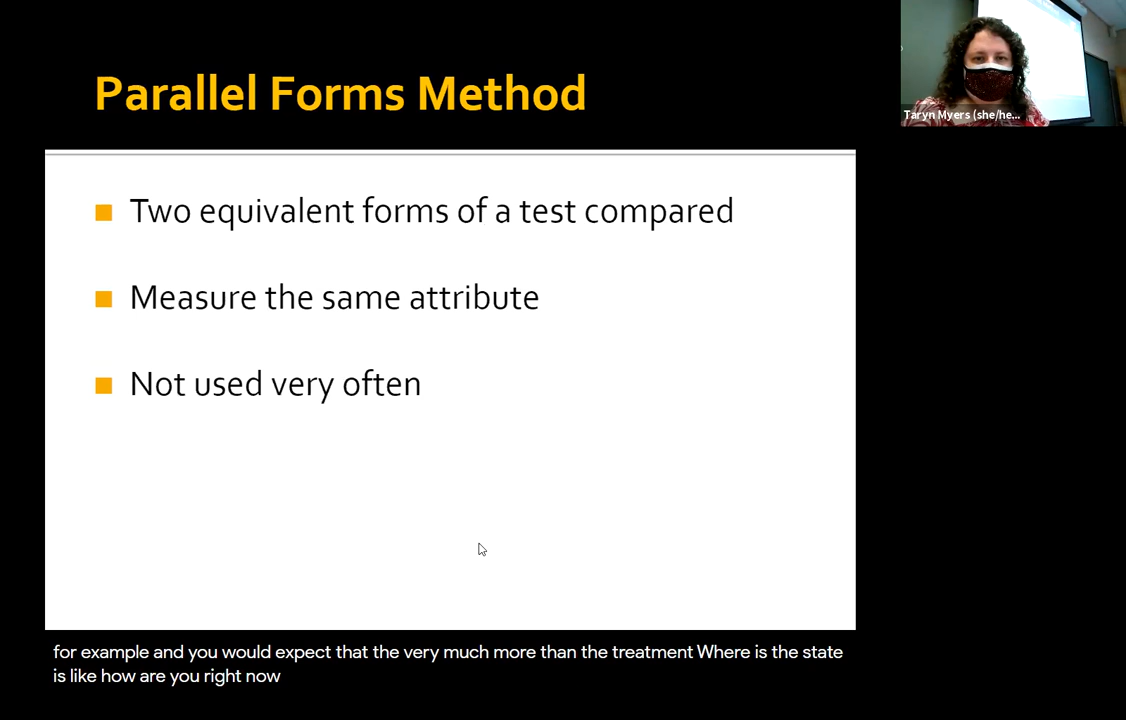 Parallel Forms Method
Taryn Myers (she/he...
Two equivalent forms of a test compared
Measure the same attribute
Not used very often
for example and you would expect that the very much more than the treatment Where is the state
is like how are you right now